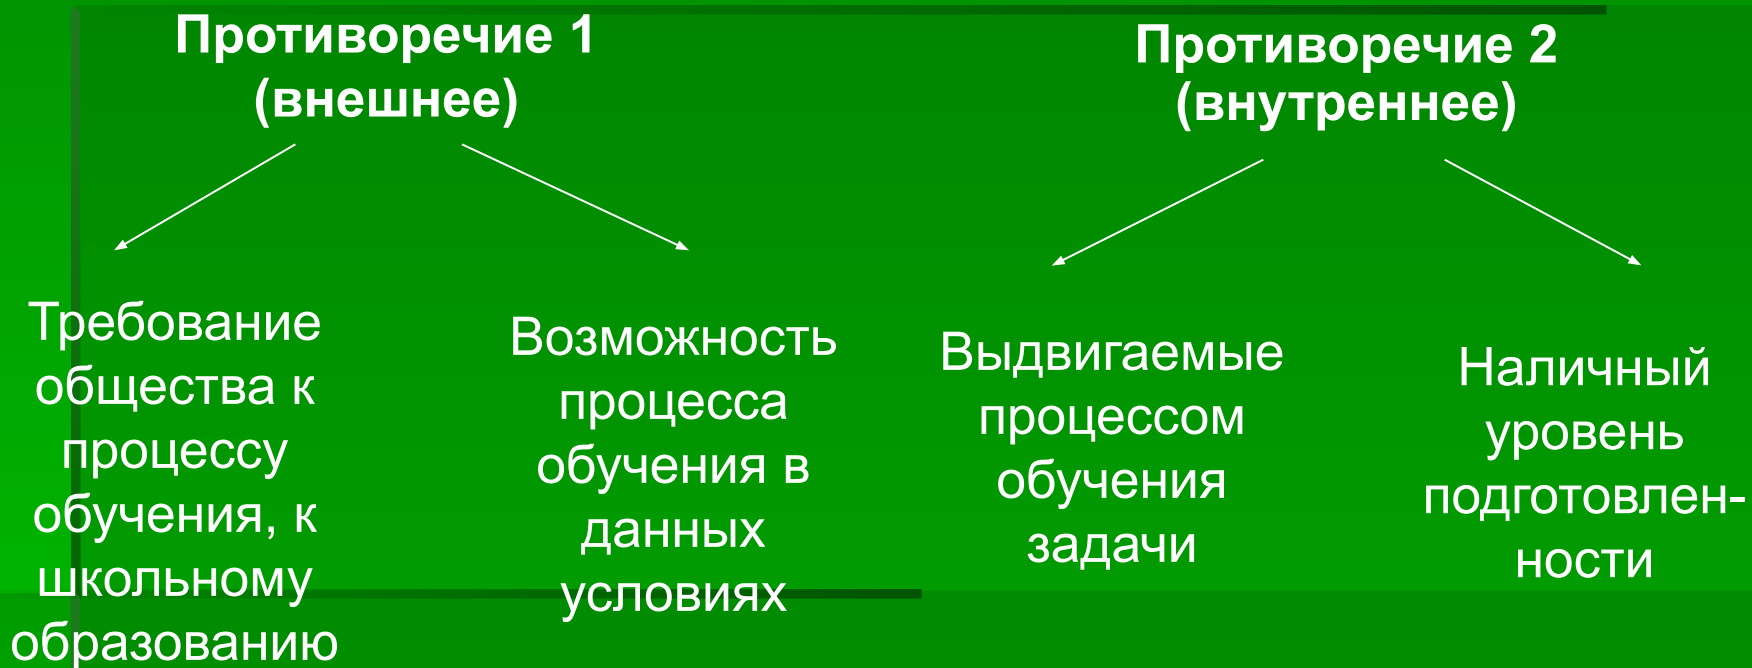 Противоречие 1
(внешнее)
Противоречие 2
(внутреннее)
Требование
общества к
процессу
обучения, к
школьному
образованию
Возможность
процесса
обучения в
данных
условиях
Выдвигаемые
процессом
обучения
задачи
Наличный
уровень
подготовлен-
ности